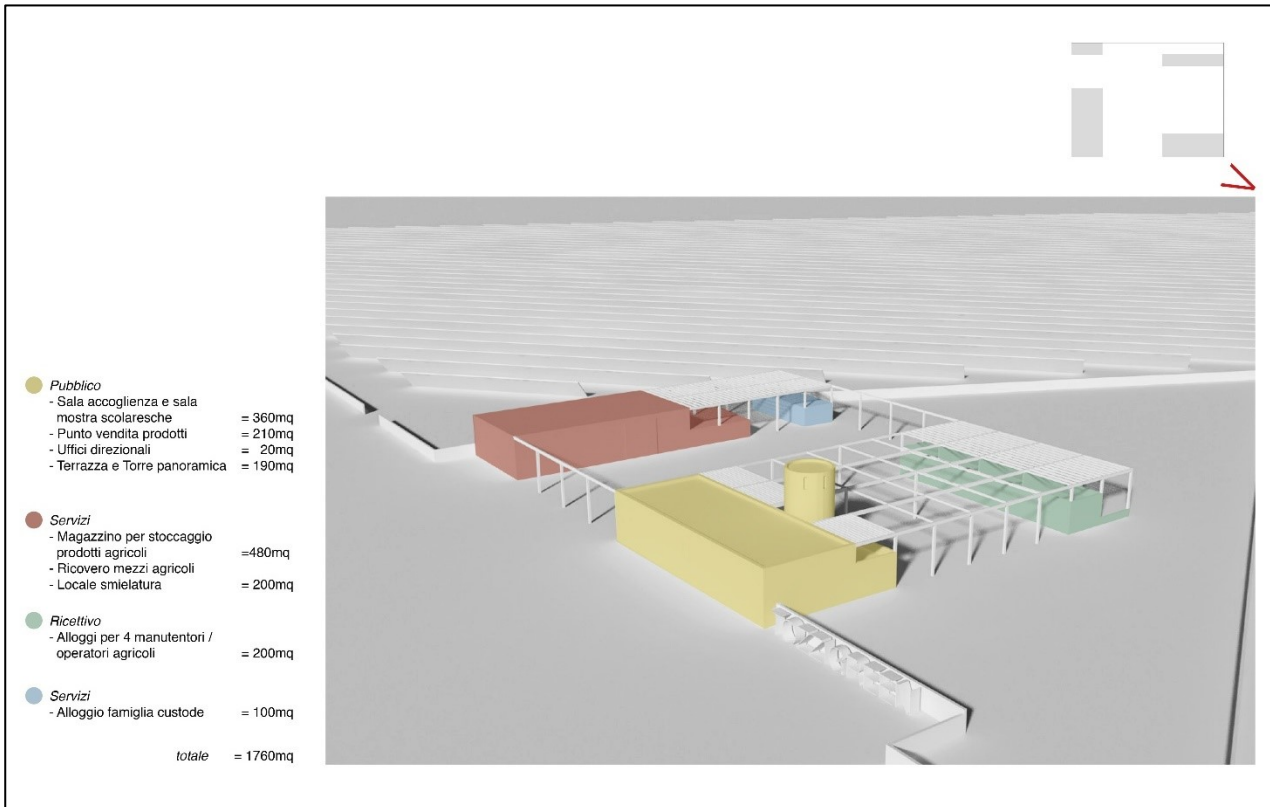 Pubblico
- Sala accoglienza e sala
mostra scolaresche = 360mq
- Punto vendita prodotti = 210mq
- Uffici direzionali = 20mq
- Terrazza e Torre panoramica = 190mq
Servizi
- Magazzino per stoccaggio
prodotti agricoli =480mq
- Ricovero mezzi agricoli
- Locale smielatura = 200mq
Ricettivo
- Alloggi per 4 manutentori /
operatori agricoli = 200mq
Servizi
- Alloggio famiglia custode = 100mq
totale = 1760mq